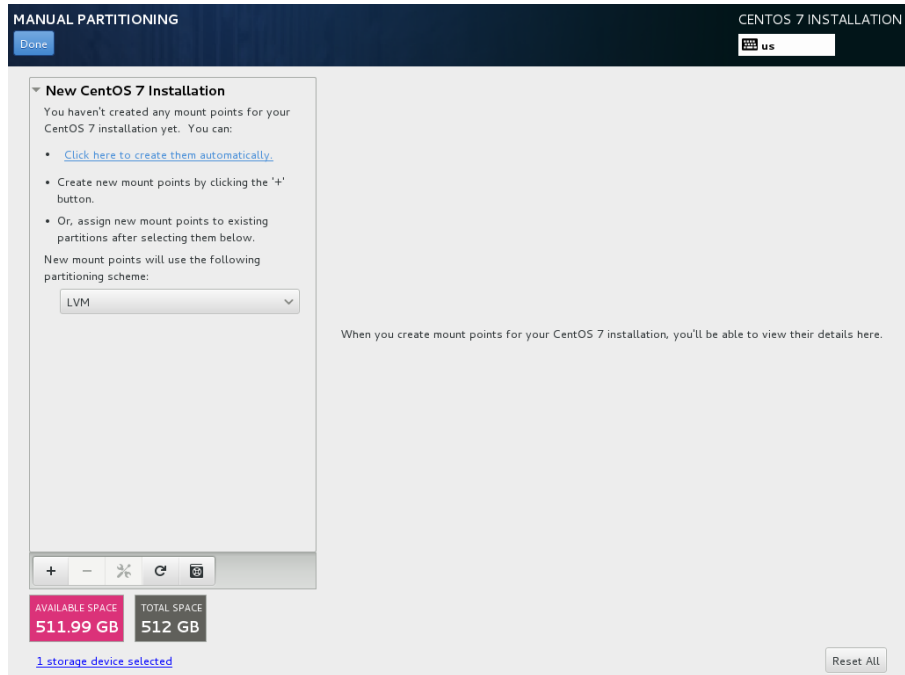 MANUAL PARTITIONING
CENTOS 7 INSTALLATION
Done
us
New CentOS 7 Installation
You haven't created any mount points for your
CentOS 7 installation yet.  You can:
• Click here to create them automatically.
• Create new mount points by clicking the '+'
button.
• Or, assign new mount points to existing
partitions after selecting them below.
New mount points will use the following
partitioning scheme:
LVM
When you create mount points for your CentOS 7 installation, you'll be able to view their details here.
AVAILABLE SPACE
511.99 GB
TOTAL SPACE
512 GB
1 storage device selected
Reset All